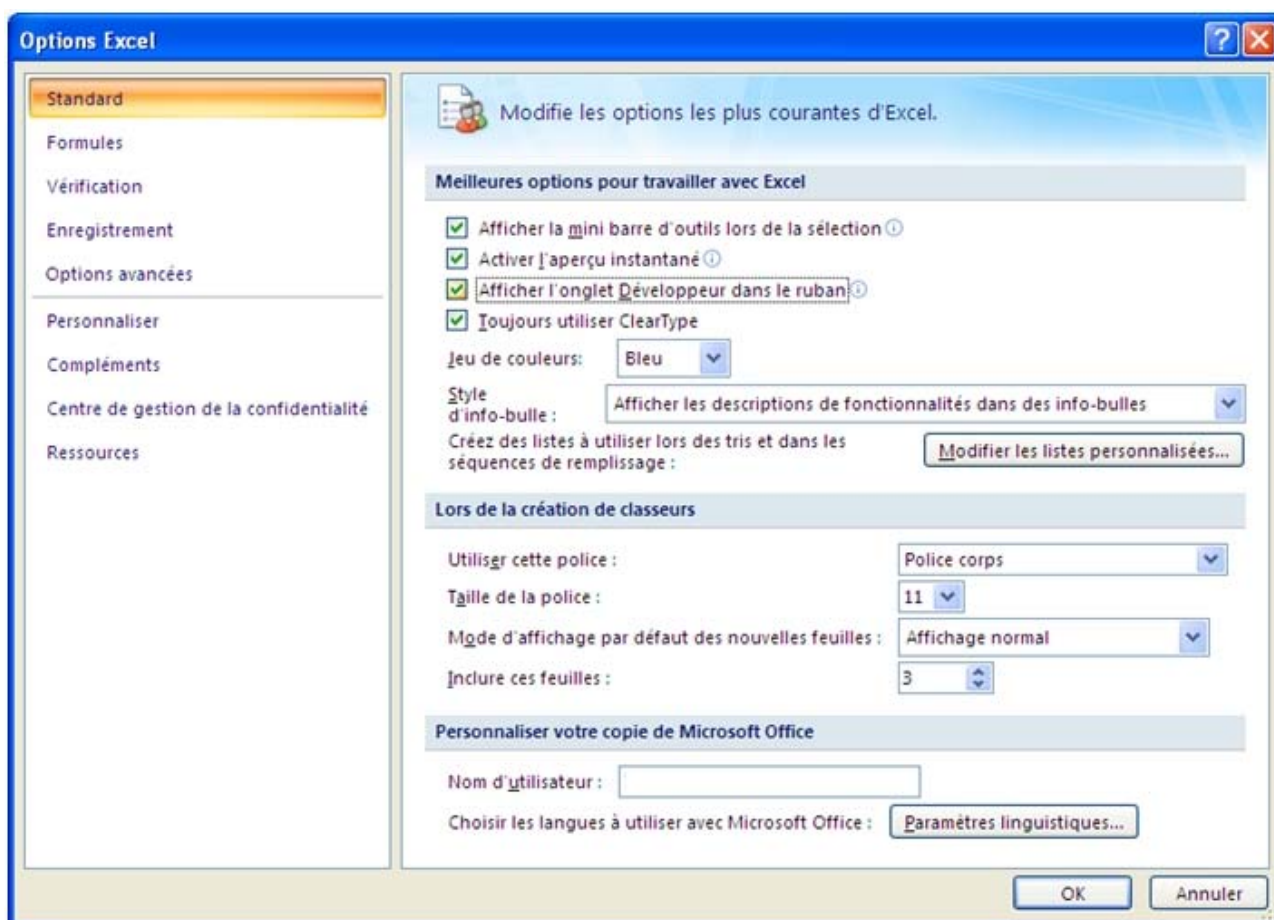 Options Excel
Standard
Formules
Vérification
Enregistrement
Options avancées
Personnaliser
Compléments
Centre de gestion de la confidentialité
Ressources
Modifie les options les plus courantes d'Excel.
Meilleures options pour travailler avec Excel
Afficher la mini barre d'outils lors de la sélection
Activer l'aperçu instantané
Afficher l'onglet Développeur dans le ruban
Toujours utiliser ClearType
Jeu de couleurs: Bleu
Style
d'info-bulle : Afficher les descriptions de fonctionnalités dans des info-bulles
Créez des listes à utiliser lors des tris et dans les
séquences de remplissage : Modifier les listes personnalisées...
Lors de la création de classeurs
Utiliser cette police : Police corps
Taille de la police : 11
Mode d'affichage par défaut des nouvelles feuilles : Affichage normal
Inclure ces feuilles : 3
Personnaliser votre copie de Microsoft Office
Nom d'utilisateur :
Choisir les langues à utiliser avec Microsoft Office : Paramètres linguistiques...
OK Annuler